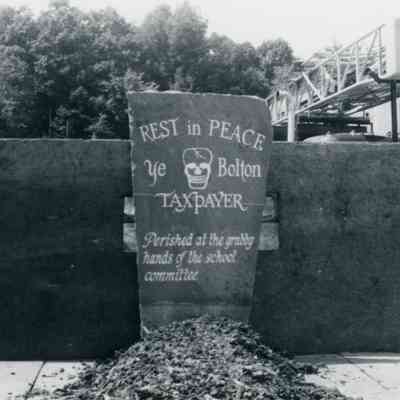 REST in PEACE
Ye Bolton
TAXPAYER
Perished at the grubby
hands of the school
committee